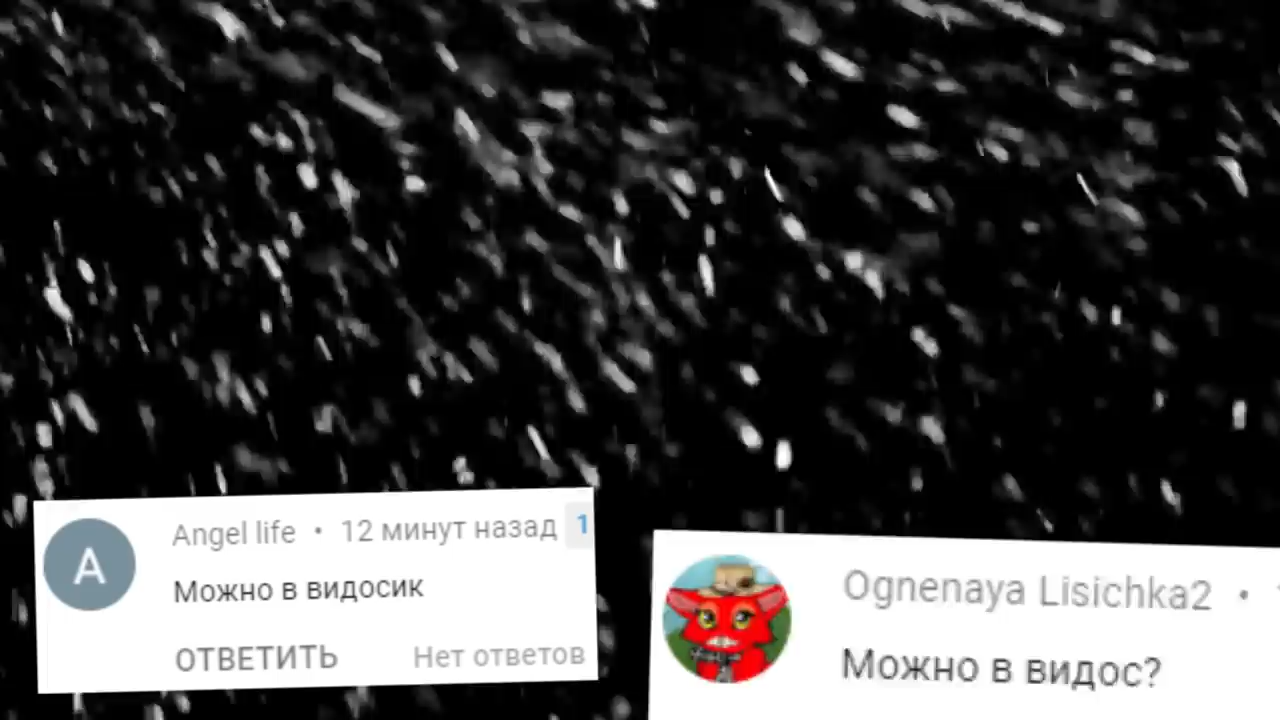 Angel life • 12 минут назад 1
Можно в видосик
ОТВЕТИТЬ Нет ответов
Ognenaya Lisichka2 •
Можно в видос?